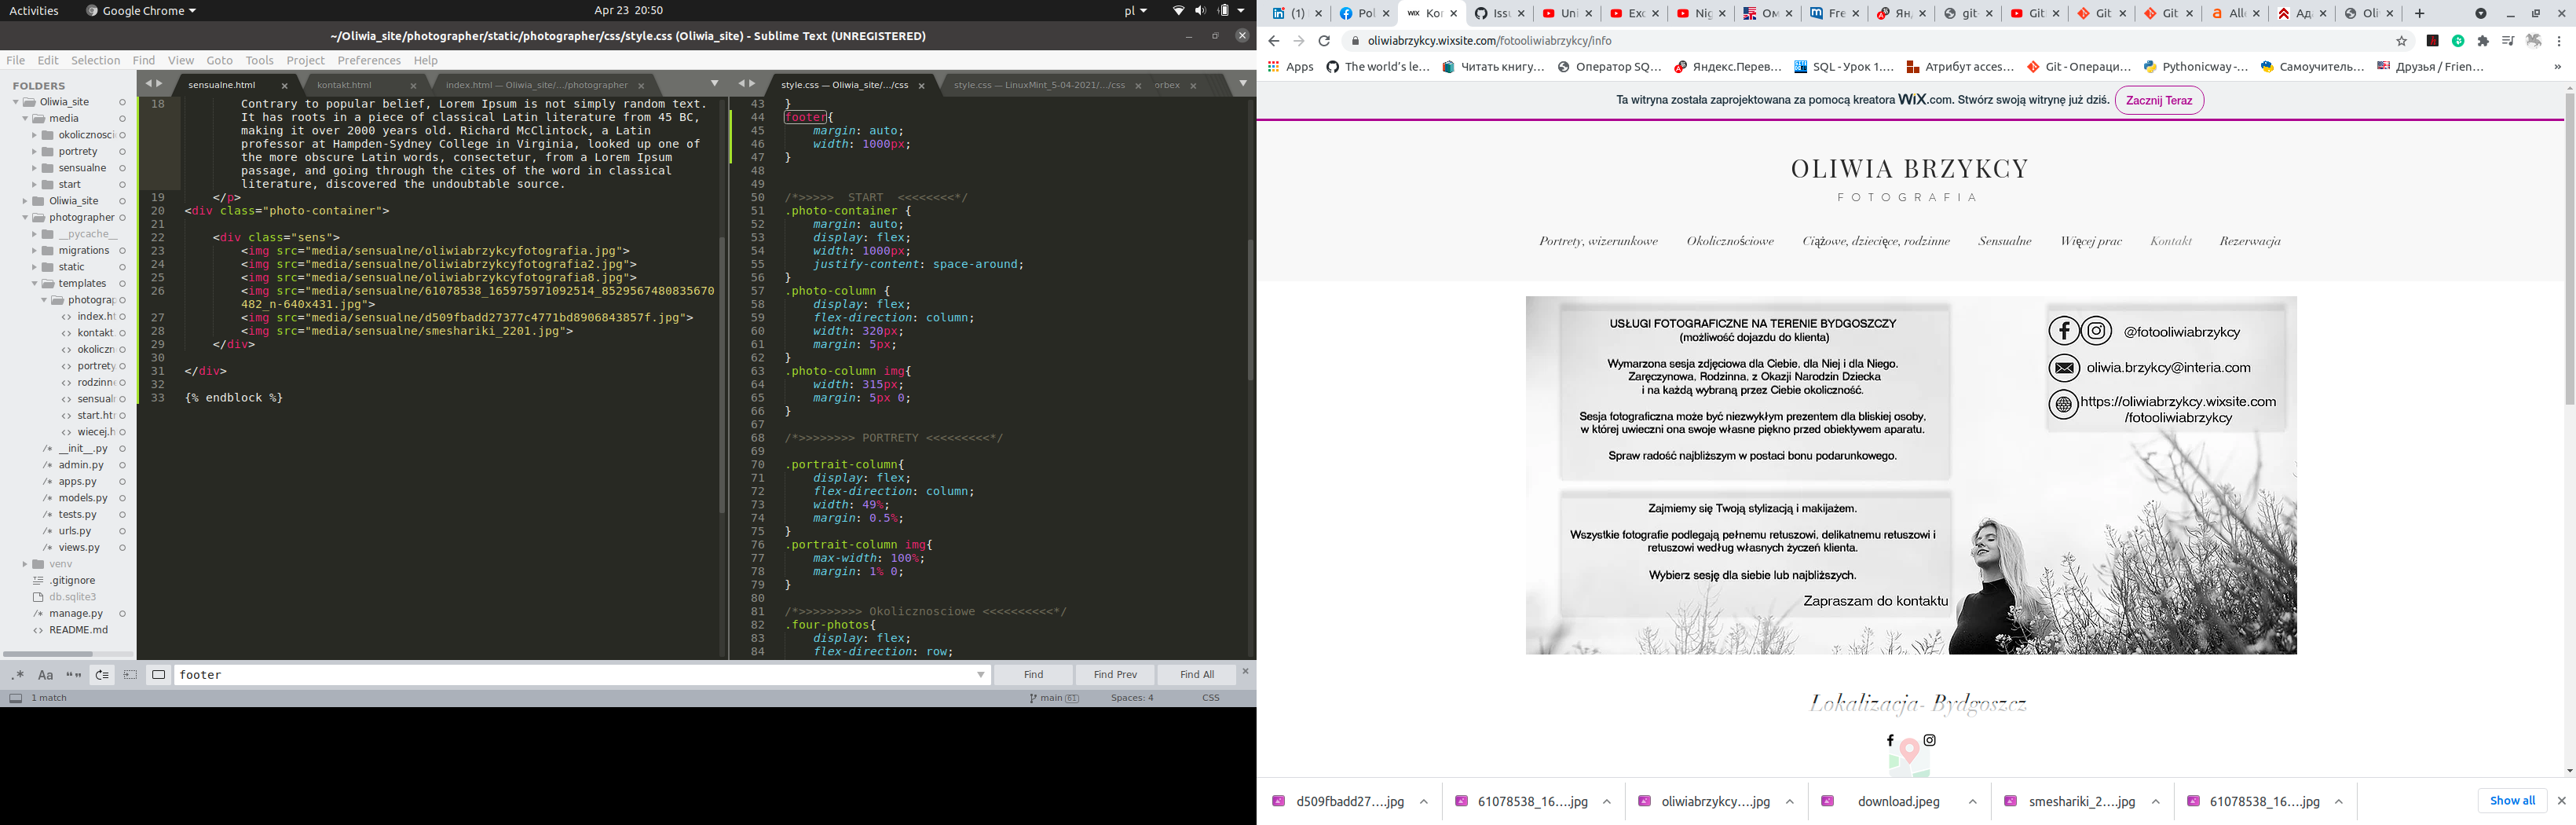 Activities
Google Chrome
Apr 23 20:50
pl
~/Oliwia_site/photographer/static/photographer/css/style.css (Oliwia_site) - Sublime Text (UNREGISTERED)
File Edit Selection Find View Goto Tools Project Preferences Help
FOLDERS
Oliwia_site
media
okolicznosci
portrety
sensualne
start
Oliwia_site
photographer
__pycache__
migrations
static
templates
photograp
index.ht
kontakt.
okoliczn
portrety
rodzinne
sensual
start.htm
wiecej.h
__init__.py
admin.py
apps.py
models.py
tests.py
urls.py
views.py
venv
.gitignore
db.sqlite3
manage.py
README.md
sensualne.html
kontakt.html
index.html — Oliwia_site/.../photographer
18 Contrary to popular belief, Lorem Ipsum is not simply random text.
It has roots in a piece of classical Latin literature from 45 BC,
making it over 2000 years old. Richard McClintock, a Latin
professor at Hampden-Sydney College in Virginia, looked up one of
the more obscure Latin words, consectetur, from a Lorem Ipsum
passage, and going through the cites of the word in classical
literature, discovered the undoubtable source.
19 </p>
20 <div class="photo-container">
21
22 <div class="sens">
23 <img src="media/sensualne/oliwiabrzykcyfotografia.jpg">
24 <img src="media/sensualne/oliwiabrzykcyfotografia2.jpg">
25 <img src="media/sensualne/oliwiabrzykcyfotografia8.jpg">
26 <img src="media/sensualne/61078538_165975971092514_8529567480835670
482_n-640x431.jpg">
27 <img src="media/sensualne/d509fbadd27377c4771bd8906843857f.jpg">
28 <img src="media/sensualne/smeshariki_2201.jpg">
29 </div>
30
31 </div>
32
33 {% endblock %}
style.css — Oliwia_site/.../css
style.css — LinuxMint_5-04-2021/.../css
orbex
43 }
44 footer{
45 margin: auto;
46 width: 1000px;
47 }
48
49
50 /*>>>>> START <<<<<<<<*/
51 .photo-container {
52 margin: auto;
53 display: flex;
54 width: 1000px;
55 justify-content: space-around;
56 }
57 .photo-column {
58 display: flex;
59 flex-direction: column;
60 width: 320px;
61 margin: 5px;
62 }
63 .photo-column img{
64 width: 315px;
65 margin: 5px 0;
66 }
67
68 /*>>>>>>>> PORTRETY <<<<<<<<<*/
69
70 .portrait-column{
71 display: flex;
72 flex-direction: column;
73 width: 49%;
74 margin: 0.5%;
75 }
76 .portrait-column img{
77 max-width: 100%;
78 margin: 1% 0;
79 }
80
81 /*>>>>>>>>> Okolicznosciowe <<<<<<<<<<*/
82 .four-photos{
83 display: flex;
84 flex-direction: row;
footer
Find Find Prev Find All
1 match
main 61
Spaces: 4
CSS
(1)
Pol
Kor
Issu
Unl
Exc
Nig
Ом
Fre
Ян
git
Git
Git
Git
Alle
Ад
Oli
oliwiabrzykcy.wixsite.com/fotooliwiabrzykcy/info
Apps
The world's le...
Читать книгу...
Оператор SQ...
Яндекс.Перев...
SQL - Урок 1....
Атрибут acces...
Git - Операци...
Pythonicway -...
Самоучитель...
Друзья / Frien...
Ta witryna została zaprojektowana za pomocą kreatora WiX.com. Stwórz swoją witrynę już dziś.
Zacznij Teraz
OLIWIA BRZYKCY
FOTOGRAFIA
Portrety, wizerunkowe
Okolicznościowe
Ciążowe, dziecięce, rodzinne
Sensualne
Więcej prac
Kontakt
Rezerwacja
USŁUGI FOTOGRAFICZNE NA TERENIE BYDGOSZCZY
(możliwość dojazdu do klienta)
Wymarzona sesja zdjęciowa dla Ciebie, dla Niej i dla Niego.
Zaręczynowa, Rodzinna, z Okazji Narodzin Dziecka
i na każdą wybraną przez Ciebie okoliczność.
Sesja fotograficzna może być niezwykłym prezentem dla bliskiej osoby,
w której uwieczni ona swoje własne piękno przed obiektywem aparatu.
Spraw radość najbliższym w postaci bonu podarunkowego.
Zajmiemy się Twoją stylizacją i makijażem.
Wszystkie fotografie podlegają pełnemu retuszowi, delikatnemu retuszowi i
retuszowi według własnych życzeń klienta.
Wybierz sesję dla siebie lub najbliższych.
Zapraszam do kontaktu
@fotooliwiabrzykcy
oliwia.brzykcy@interia.com
https://oliwiabrzykcy.wixsite.com
/fotooliwiabrzykcy
Lokalizacja- Bydgoszcz
d509fbadd27....jpg
61078538_16....jpg
oliwiabrzykcy....jpg
download.jpeg
smeshariki_2....jpg
61078538_16....jpg
Show all